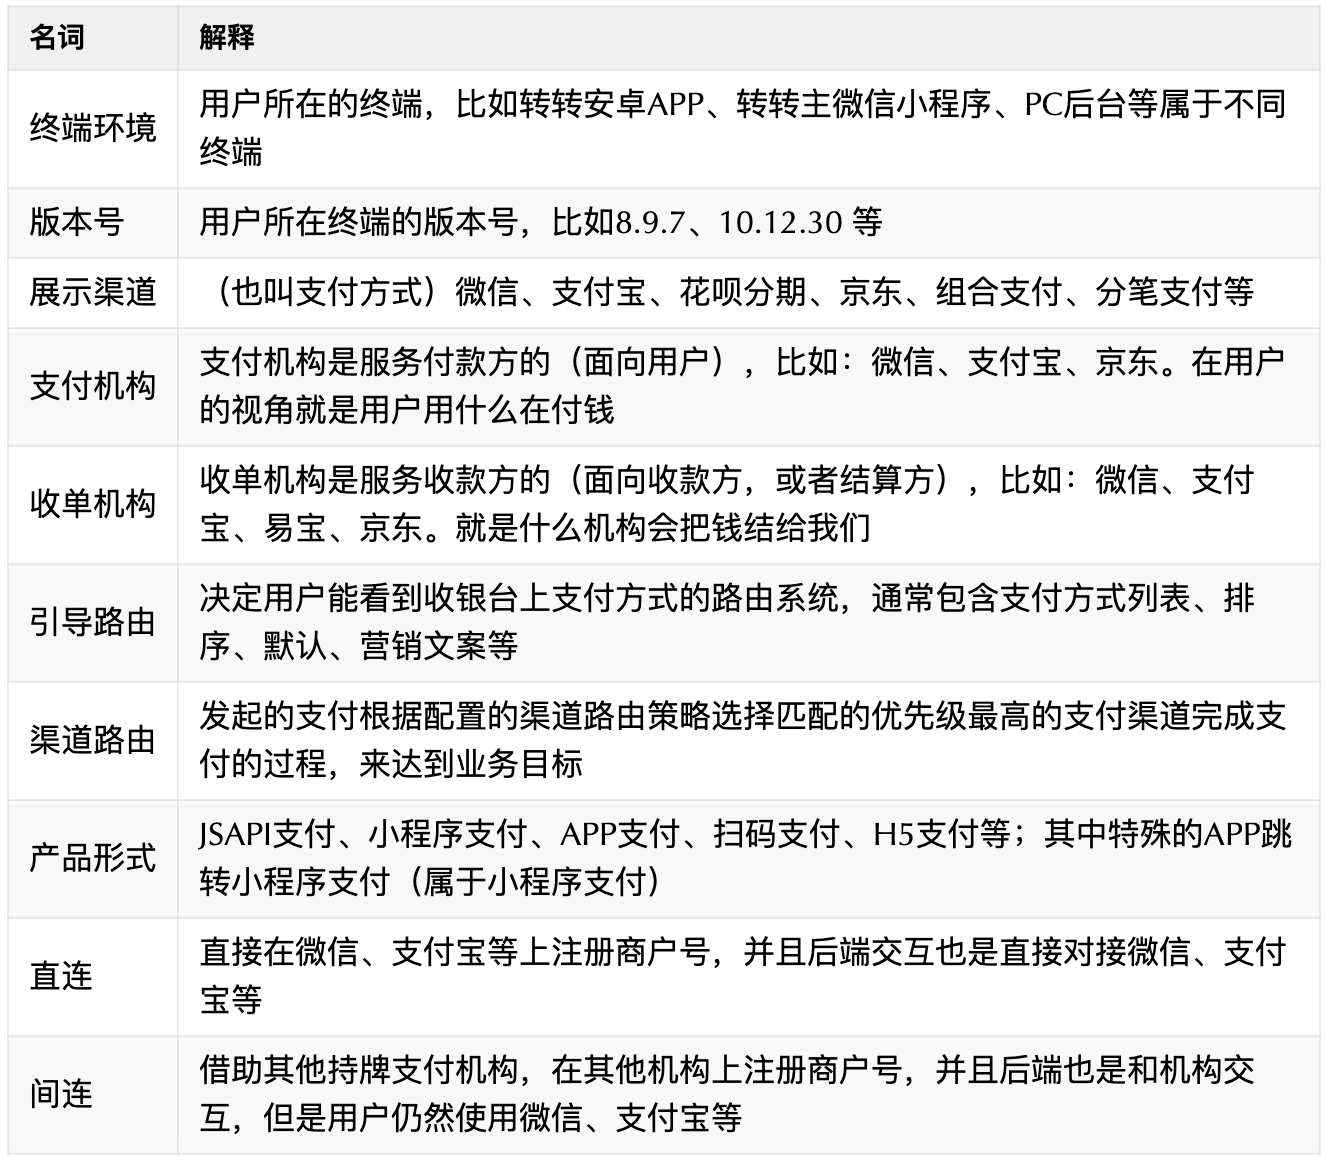 名词
解释
终端环境
用户所在的终端，比如转转安卓APP、转转主微信小程序、PC后台等属于不同
终端
版本号
用户所在终端的版本号，比如8.9.7、10.12.30 等
展示渠道
（也叫支付方式）微信、支付宝、花呗分期、京东、组合支付、分笔支付等
支付机构
支付机构是服务付款方的（面向用户），比如：微信、支付宝、京东。在用户
的视角就是用户用什么在付钱
收单机构
收单机构是服务收款方的（面向收款方，或者结算方），比如：微信、支付
宝、易宝、京东。就是什么机构会把钱结给我们
引导路由
决定用户能看到收银台上支付方式的路由系统，通常包含支付方式列表、排
序、默认、营销文案等
渠道路由
发起的支付根据配置的渠道路由策略选择匹配的优先级最高的支付渠道完成支
付的过程，来达到业务目标
产品形式
JSAPI支付、小程序支付、APP支付、扫码支付、H5支付等；其中特殊的APP跳
转小程序支付（属于小程序支付）
直连
直接在微信、支付宝等上注册商户号，并且后端交互也是直接对接微信、支付
宝等
间连
借助其他持牌支付机构，在其他机构上注册商户号，并且后端也是和机构交
互，但是用户仍然使用微信、支付宝等